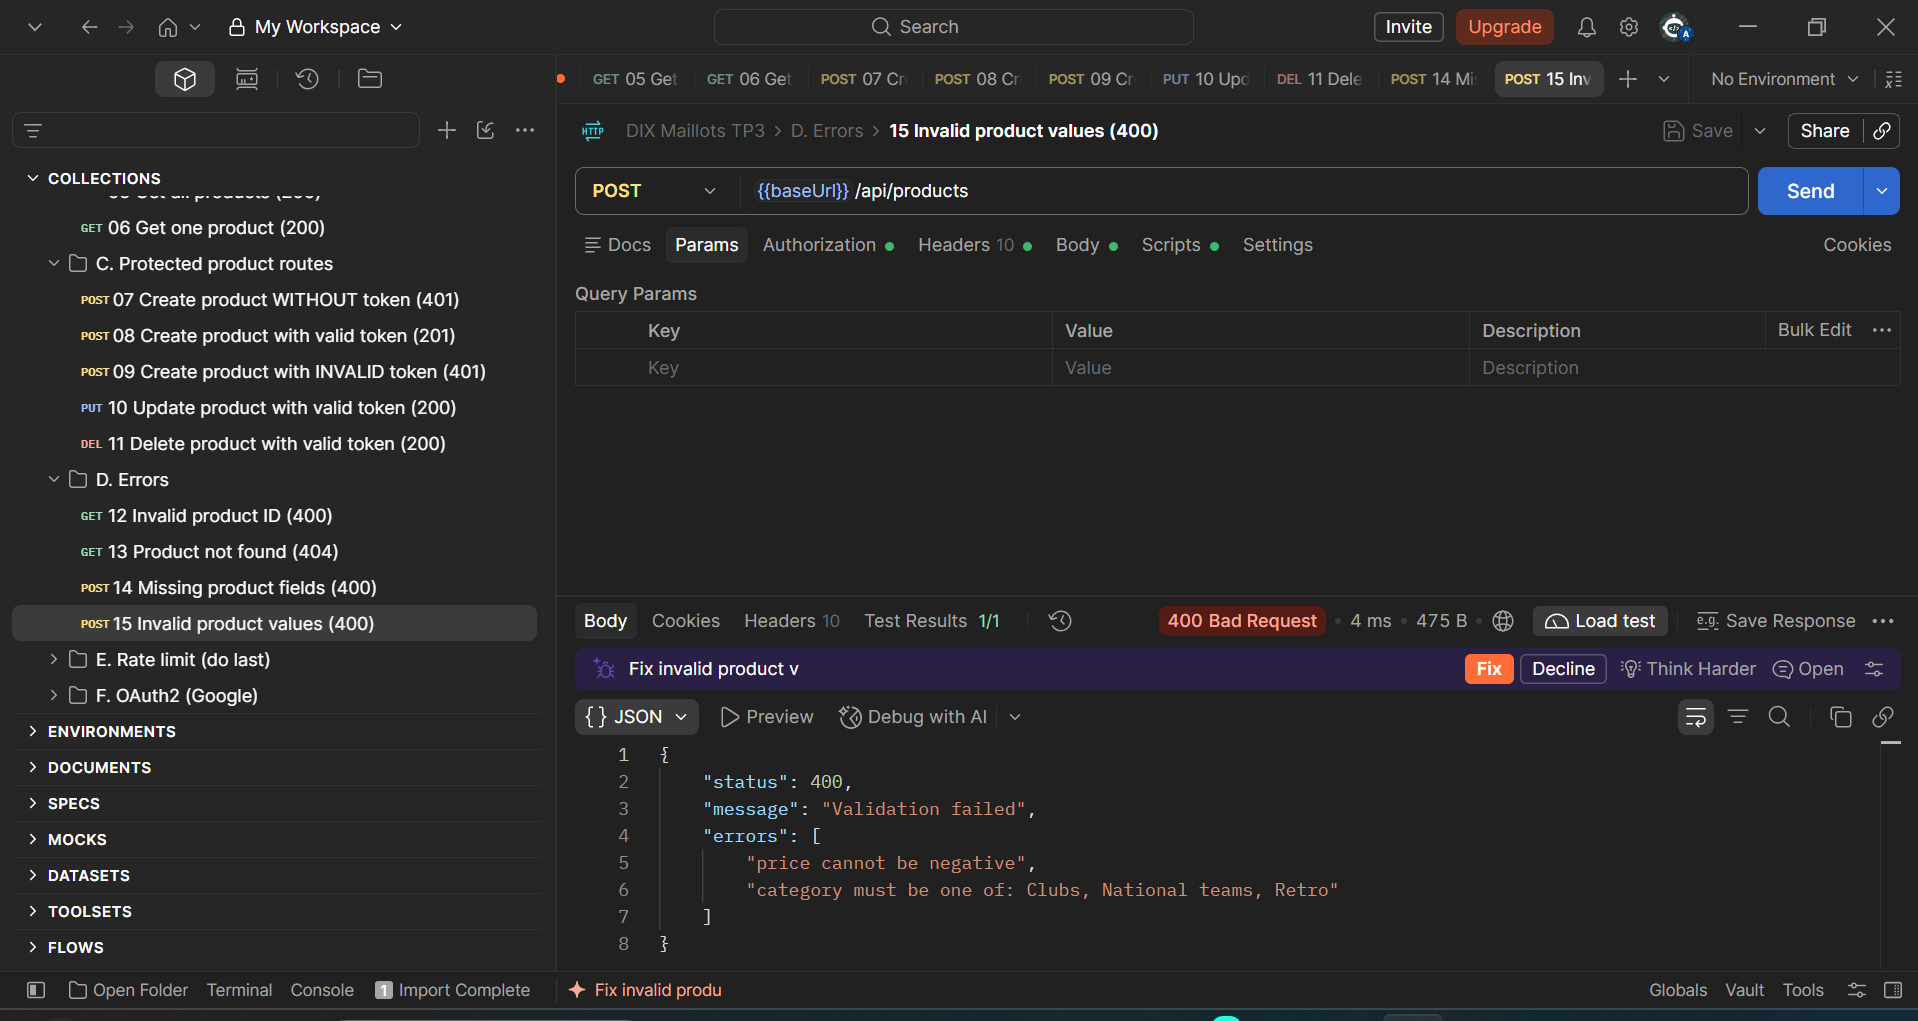 My Workspace
Search
Invite
Upgrade
GET 05 Get
GET 06 Get
POST 07 Cr
POST 08 Cr
POST 09 Cr
PUT 10 Upd
DEL 11 Dele
POST 14 Mi
POST 15 Inv
No Environment
HTTP
DIX Maillots TP3 > D. Errors > 15 Invalid product values (400)
Save
Share
COLLECTIONS
05 Get all products (200)
GET 06 Get one product (200)
C. Protected product routes
POST 07 Create product WITHOUT token (401)
POST 08 Create product with valid token (201)
POST 09 Create product with INVALID token (401)
PUT 10 Update product with valid token (200)
DEL 11 Delete product with valid token (200)
D. Errors
GET 12 Invalid product ID (400)
GET 13 Product not found (404)
POST 14 Missing product fields (400)
POST 15 Invalid product values (400)
E. Rate limit (do last)
F. OAuth2 (Google)
ENVIRONMENTS
DOCUMENTS
SPECS
MOCKS
DATASETS
TOOLSETS
FLOWS
POST
{{baseUrl}} /api/products
Send
Docs
Params
Authorization
Headers 10
Body
Scripts
Settings
Cookies
Query Params
Key
Value
Description
Bulk Edit
Key
Value
Description
Body
Cookies
Headers 10
Test Results 1/1
400 Bad Request
4 ms
475 B
Load test
e.g. Save Response
Fix invalid product v
Fix
Decline
Think Harder
Open
{} JSON
Preview
Debug with AI
1 {
2 "status": 400,
3 "message": "Validation failed",
4 "errors": [
5 "price cannot be negative",
6 "category must be one of: Clubs, National teams, Retro"
7 ]
8 }
Open Folder
Terminal
Console
1 Import Complete
Fix invalid produ
Globals
Vault
Tools